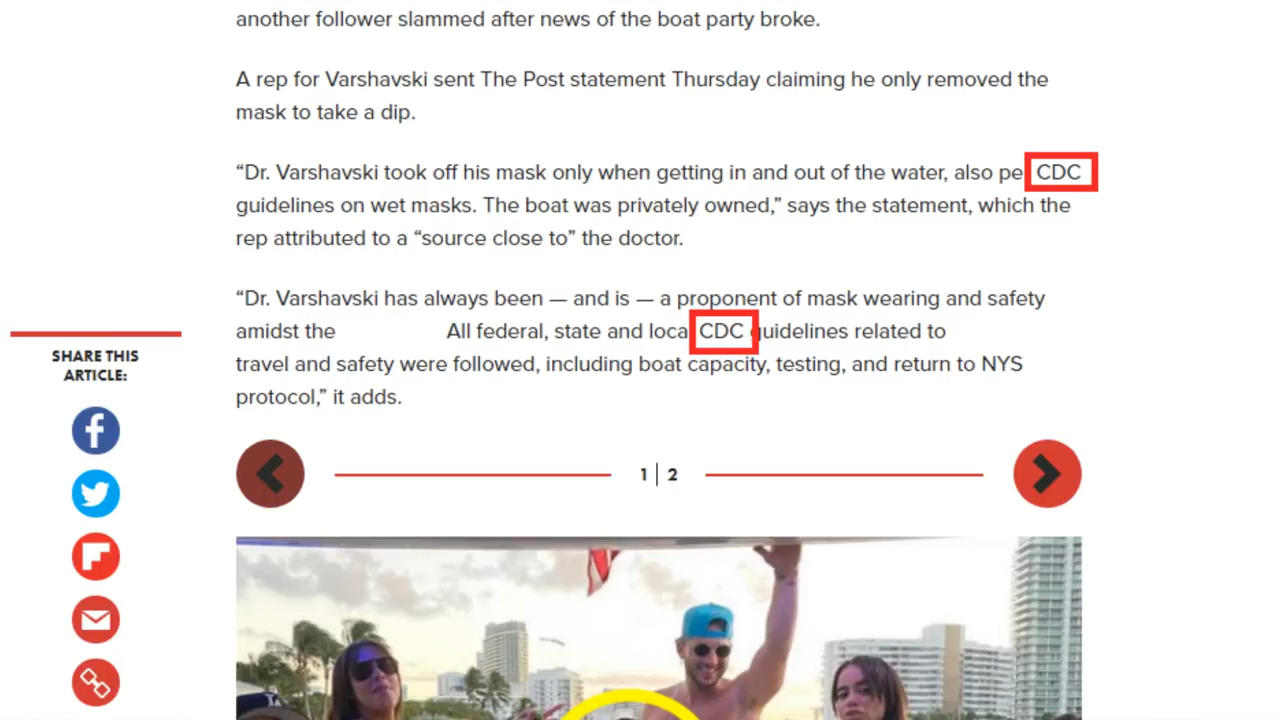 another follower slammed after news of the boat party broke.
A rep for Varshavski sent The Post statement Thursday claiming he only removed the
mask to take a dip.
“Dr. Varshavski took off his mask only when getting in and out of the water, also pe CDC
guidelines on wet masks. The boat was privately owned,” says the statement, which the
rep attributed to a “source close to” the doctor.
“Dr. Varshavski has always been — and is — a proponent of mask wearing and safety
amidst the All federal, state and loca CDC guidelines related to
travel and safety were followed, including boat capacity, testing, and return to NYS
protocol,” it adds.
SHARE THIS
ARTICLE:
1 | 2
LA